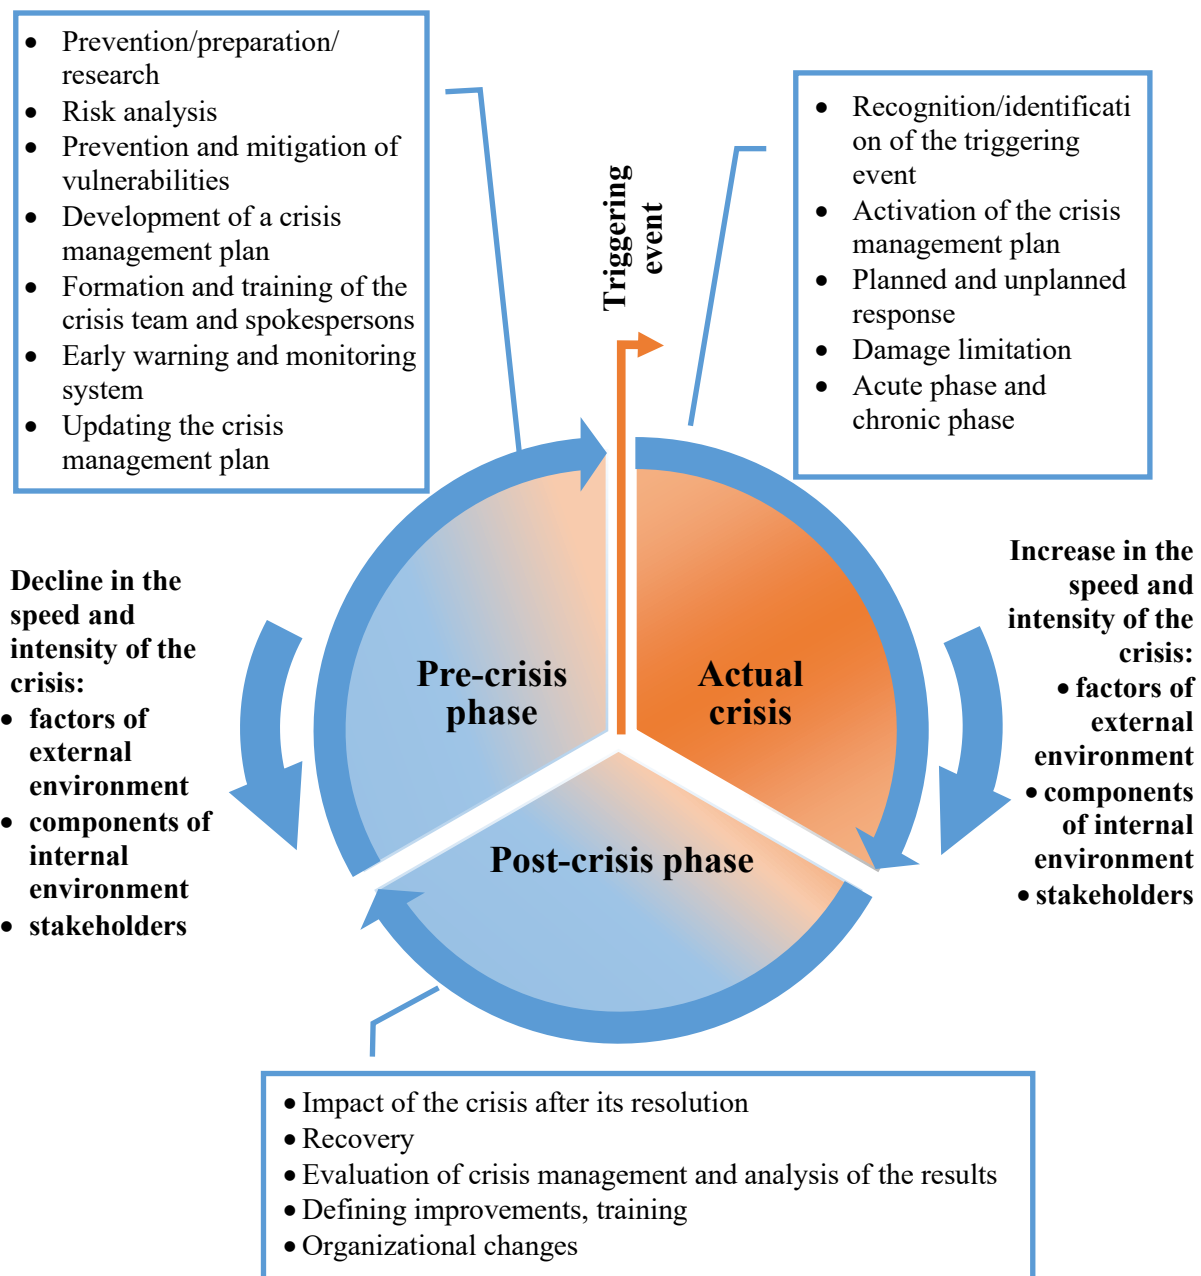 • Prevention/preparation/
research
• Risk analysis
• Prevention and mitigation of
vulnerabilities
• Development of a crisis
management plan
• Formation and training of the
crisis team and spokespersons
• Early warning and monitoring
system
• Updating the crisis
management plan
Triggering
event
• Recognition/identificati
on of the triggering
event
• Activation of the crisis
management plan
• Planned and unplanned
response
• Damage limitation
• Acute phase and
chronic phase
Decline in the
speed and
intensity of the
crisis:
• factors of
external
environment
• components of
internal
environment
• stakeholders
Pre-crisis
phase
Actual
crisis
Post-crisis phase
Increase in the
speed and
intensity of the
crisis:
• factors of
external
environment
• components
of internal
environment
• stakeholders
• Impact of the crisis after its resolution
• Recovery
• Evaluation of crisis management and analysis of the results
• Defining improvements, training
• Organizational changes